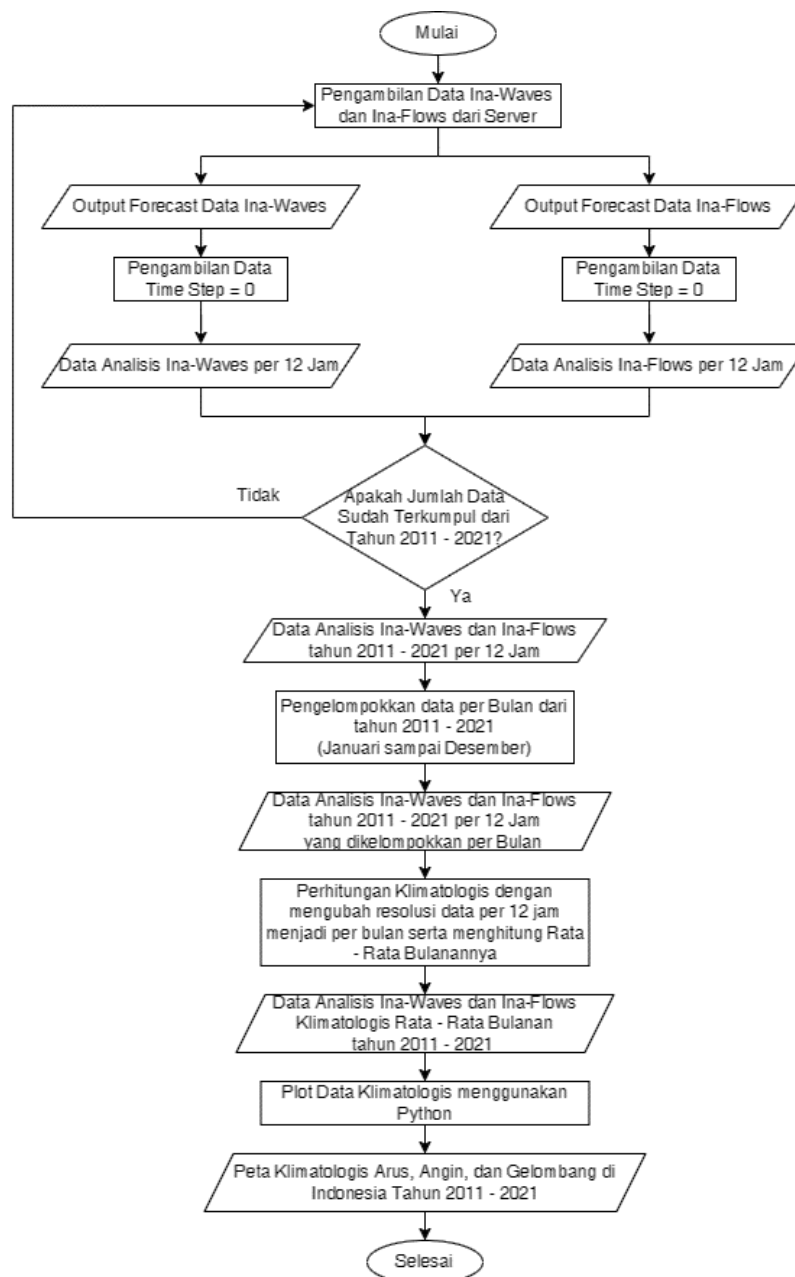 Mulai
Pengambilan Data Ina-Waves
dan Ina-Flows dari Server
Output Forecast Data Ina-Waves
Output Forecast Data Ina-Flows
Pengambilan Data
Time Step = 0
Pengambilan Data
Time Step = 0
Data Analisis Ina-Waves per 12 Jam
Data Analisis Ina-Flows per 12 Jam
Tidak
Apakah Jumlah Data
Sudah Terkumpul dari
Tahun 2011 - 2021?
Ya
Data Analisis Ina-Waves dan Ina-Flows
tahun 2011 - 2021 per 12 Jam
Pengelompokkan data per Bulan dari
tahun 2011 - 2021
(Januari sampai Desember)
Data Analisis Ina-Waves dan Ina-Flows
tahun 2011 - 2021 per 12 Jam
yang dikelompokkan per Bulan
Perhitungan Klimatologis dengan
mengubah resolusi data per 12 jam
menjadi per bulan serta menghitung Rata
- Rata Bulanannya
Data Analisis Ina-Waves dan Ina-Flows
Klimatologis Rata - Rata Bulanan
tahun 2011 - 2021
Plot Data Klimatologis menggunakan
Python
Peta Klimatologis Arus, Angin, dan Gelombang di
Indonesia Tahun 2011 - 2021
Selesai